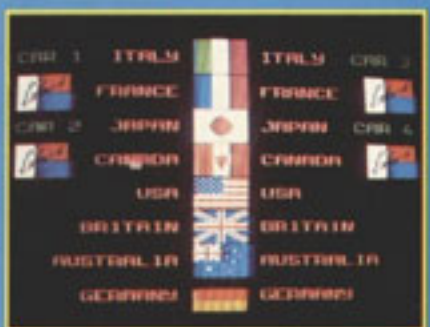 CAR 1 ITALY ITALY CAR 3
FRANCE FRANCE
CAR 2 JAPAN JAPAN CAR 4
CANADA CANADA
USA USA
BRITAIN BRITAIN
AUSTRALIA AUSTRALIA
GERMANY GERMANY